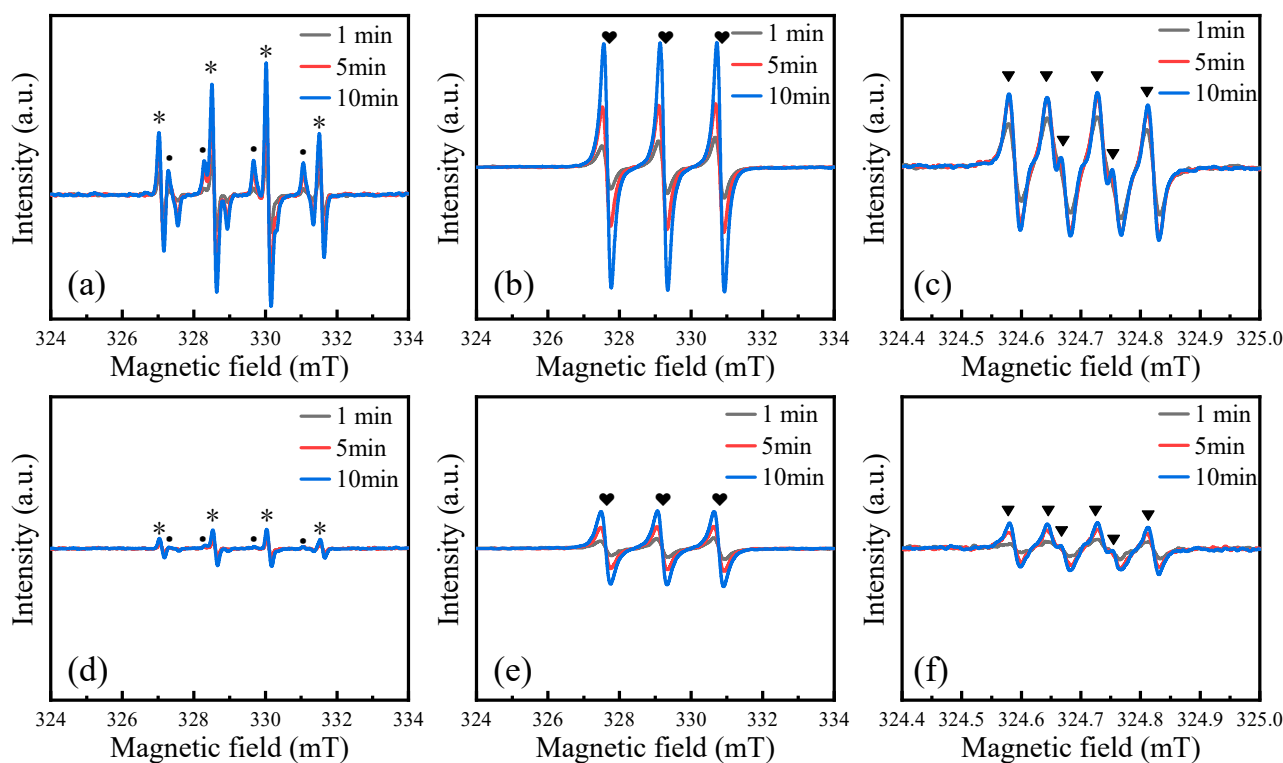 1 min
5min
10min
Intensity (a.u.)
* * * *
• • • •
(a)
324 326 328 330 332 334
Magnetic field (mT)
1 min
5min
10min
Intensity (a.u.)
♥ ♥ ♥
(b)
324 326 328 330 332 334
Magnetic field (mT)
1min
5min
10min
Intensity (a.u.)
▼ ▼ ▼ ▼ ▼ ▼
(c)
324.4 324.5 324.6 324.7 324.8 324.9 325.0
Magnetic field (mT)
1 min
5min
10min
Intensity (a.u.)
* * * *
• • • •
(d)
324 326 328 330 332 334
Magnetic field (mT)
1 min
5min
10min
Intensity (a.u.)
♥ ♥ ♥
(e)
324 326 328 330 332 334
Magnetic field (mT)
1 min
5min
10min
Intensity (a.u.)
▼ ▼ ▼ ▼ ▼ ▼
(f)
324.4 324.5 324.6 324.7 324.8 324.9 325.0
Magnetic field (mT)